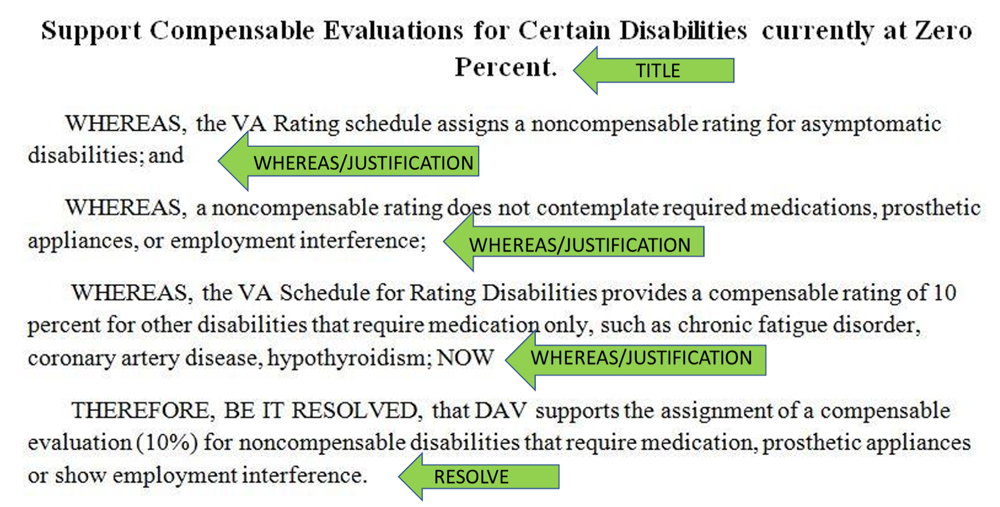 Support Compensable Evaluations for Certain Disabilities currently at Zero
Percent.
TITLE
WHEREAS, the VA Rating schedule assigns a noncompensable rating for asymptomatic
disabilities; and
WHEREAS/JUSTIFICATION
WHEREAS, a noncompensable rating does not contemplate required medications, prosthetic
appliances, or employment interference;
WHEREAS/JUSTIFICATION
WHEREAS, the VA Schedule for Rating Disabilities provides a compensable rating of 10
percent for other disabilities that require medication only, such as chronic fatigue disorder,
coronary artery disease, hypothyroidism; NOW
WHEREAS/JUSTIFICATION
THEREFORE, BE IT RESOLVED, that DAV supports the assignment of a compensable
evaluation (10%) for noncompensable disabilities that require medication, prosthetic appliances
or show employment interference.
RESOLVE